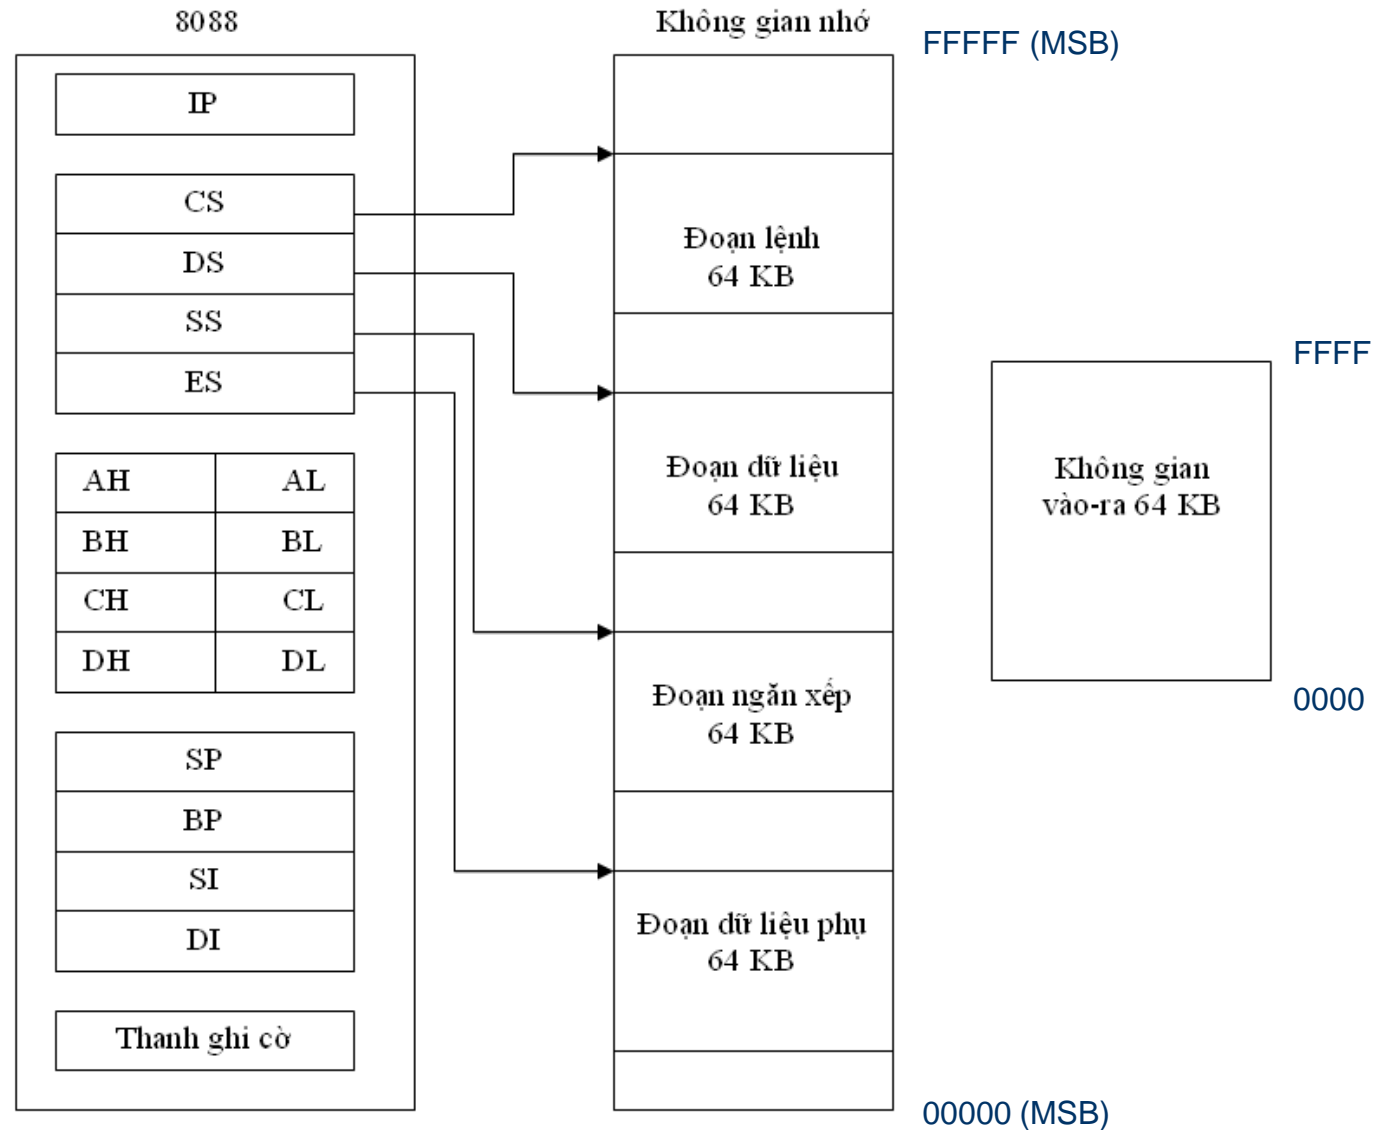 8088
Không gian nhớ
FFFFF (MSB)
IP
CS
DS
SS
ES
AH AL
BH BL
CH CL
DH DL
SP
BP
SI
DI
Thanh ghi cờ
Đoạn lệnh
64 KB
Đoạn dữ liệu
64 KB
Đoạn ngăn xếp
64 KB
Đoạn dữ liệu phụ
64 KB
00000 (MSB)
FFFF
Không gian
vào-ra 64 KB
0000